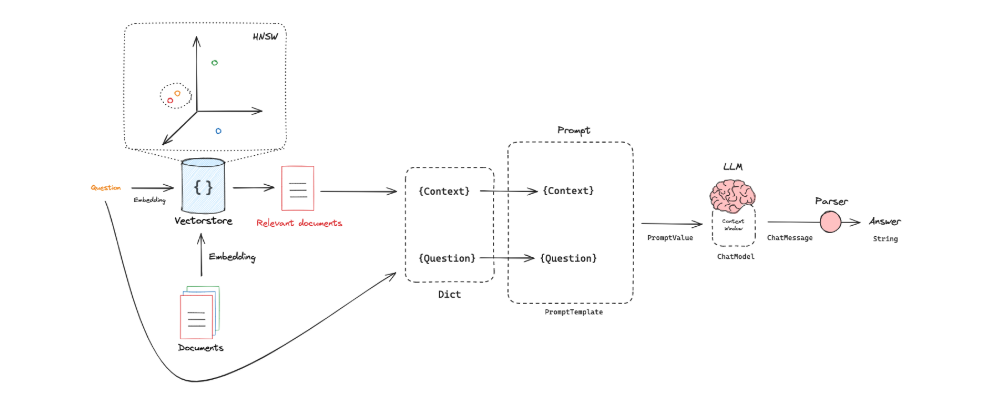 HNSW
Question
Embedding
{ }
Vectorstore
Relevant documents
Embedding
Documents
{Context}
{Question}
Dict
Prompt
{Context}
{Question}
PromptTemplate
PromptValue
LLM
Context
Window
ChatModel
ChatMessage
Parser
Answer
String